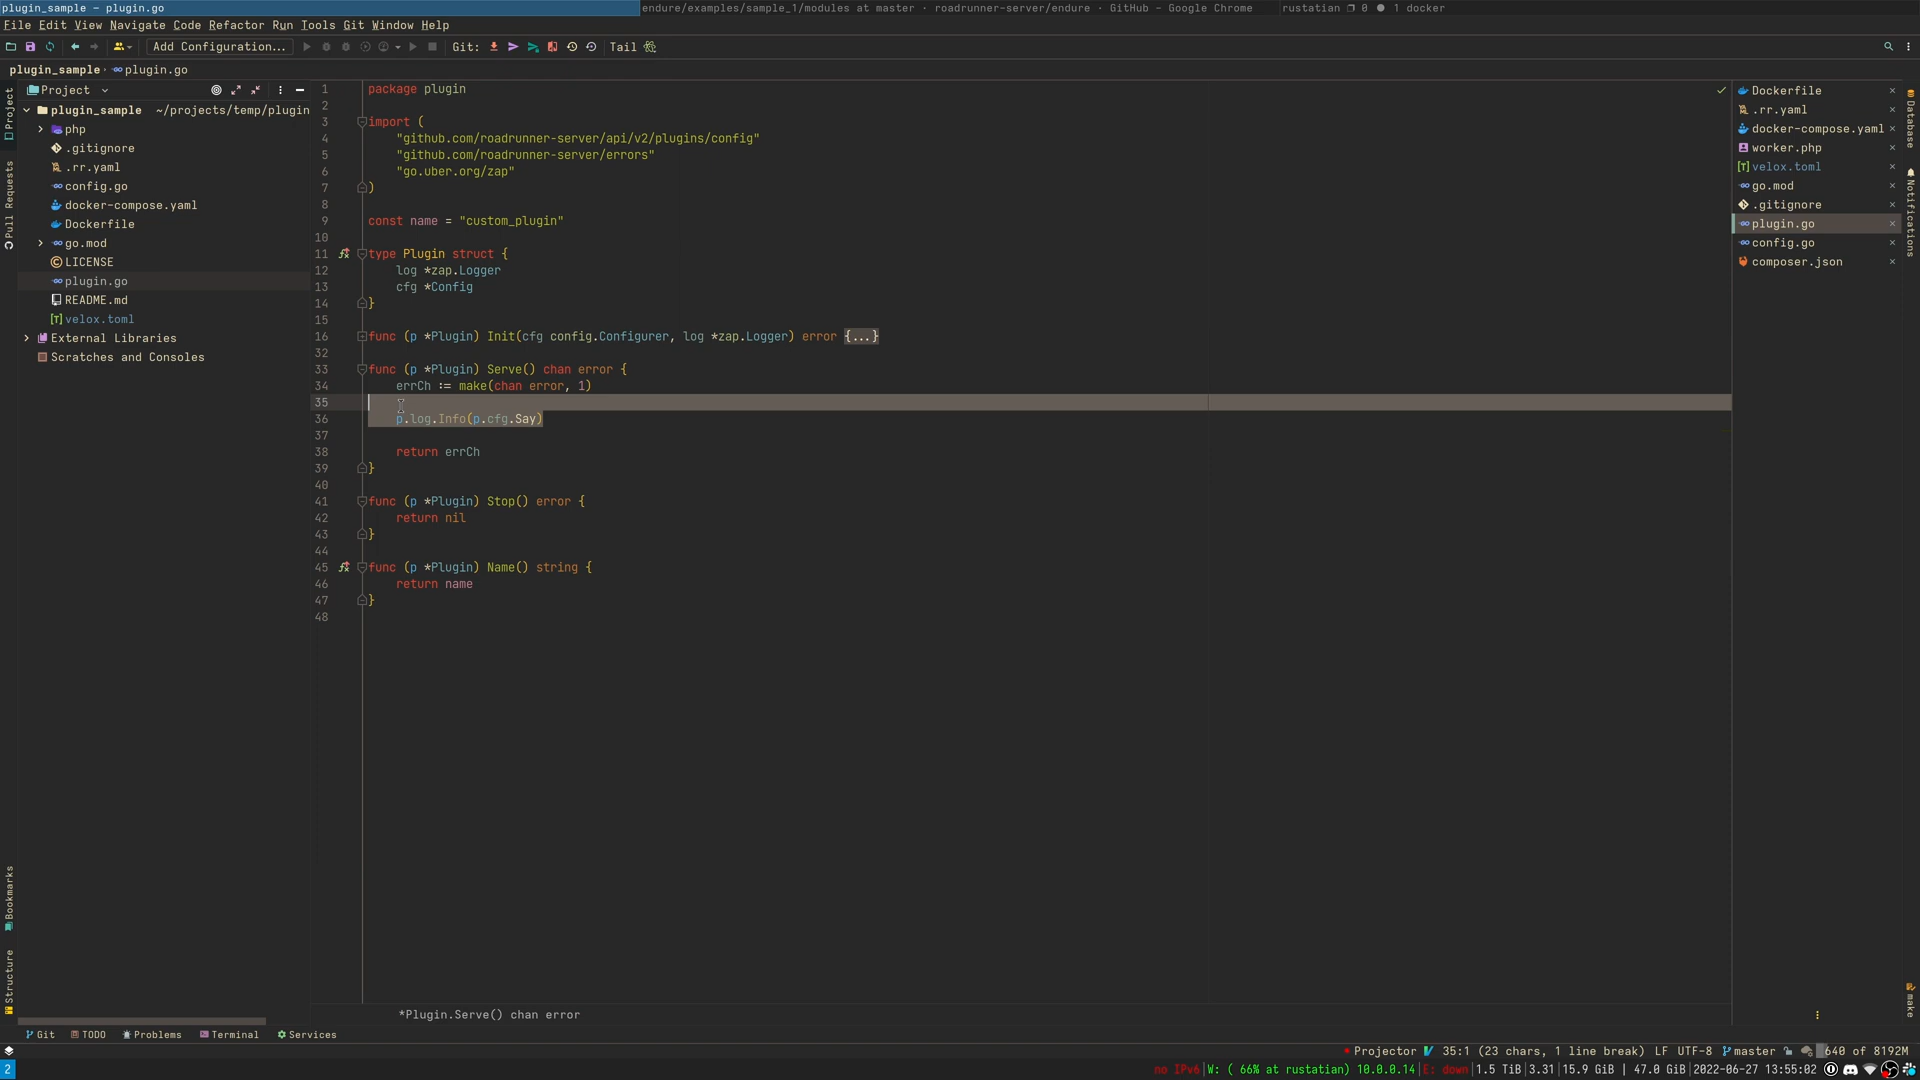 plugin_sample – plugin.go
endure/examples/sample_1/modules at master · roadrunner-server/endure · GitHub – Google Chrome
rustatian 0 1 docker
File Edit View Navigate Code Refactor Run Tools Git Window Help
Add Configuration... Git: Tail
plugin_sample plugin.go
Project
plugin_sample ~/projects/temp/plugin
php
.gitignore
.rr.yaml
config.go
docker-compose.yaml
Dockerfile
go.mod
LICENSE
plugin.go
README.md
velox.toml
External Libraries
Scratches and Consoles
Project
Pull Requests
Bookmarks
Structure
1 package plugin
2
3 import (
4 "github.com/roadrunner-server/api/v2/plugins/config"
5 "github.com/roadrunner-server/errors"
6 "go.uber.org/zap"
7 )
8
9 const name = "custom_plugin"
10
11 type Plugin struct {
12 log *zap.Logger
13 cfg *Config
14 }
15
16 func (p *Plugin) Init(cfg config.Configurer, log *zap.Logger) error {...}
32
33 func (p *Plugin) Serve() chan error {
34 errCh := make(chan error, 1)
35
36 p.log.Info(p.cfg.Say)
37
38 return errCh
39 }
40
41 func (p *Plugin) Stop() error {
42 return nil
43 }
44
45 func (p *Plugin) Name() string {
46 return name
47 }
48
*Plugin.Serve() chan error
Dockerfile
.rr.yaml
docker-compose.yaml
worker.php
velox.toml
go.mod
.gitignore
plugin.go
config.go
composer.json
Database
Notifications
make
Git TODO Problems Terminal Services
Projector 35:1 (23 chars, 1 line break) LF UTF-8 master 640 of 8192M
2 no IPv6|W: ( 66% at rustatian) 10.0.0.14|E: down|1.5 TiB|3.31|15.9 GiB | 47.0 GiB|2022-06-27 13:55:02